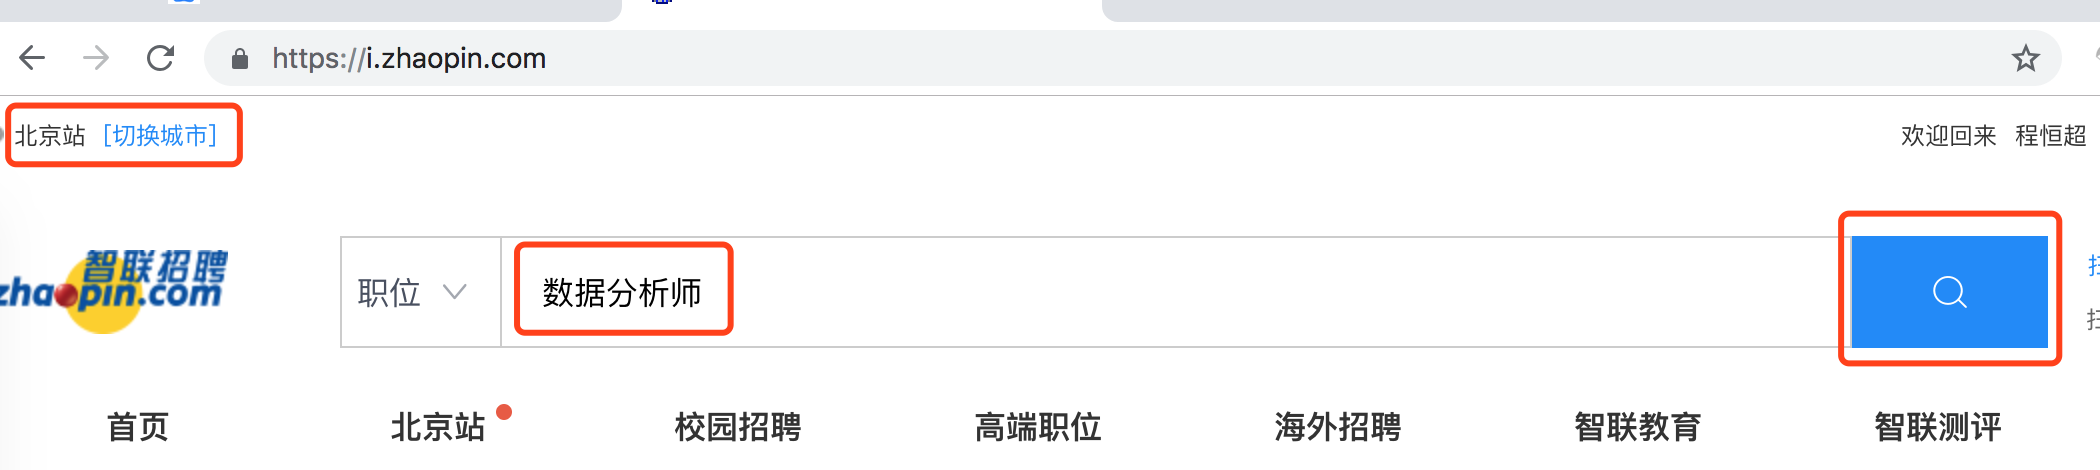 https://i.zhaopin.com
北京站 [切换城市]
欢迎回来 程恒超
智联招聘
zhaopin.com
职位 数据分析师
首页 北京站 校园招聘 高端职位 海外招聘 智联教育 智联测评